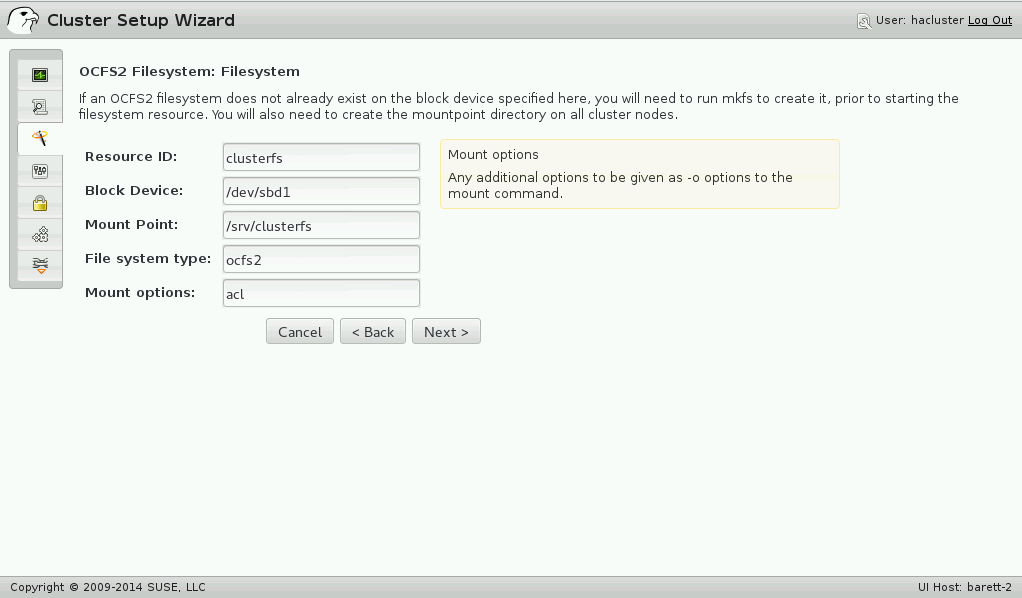 Cluster Setup Wizard
User: hacluster Log Out
OCFS2 Filesystem: Filesystem
If an OCFS2 filesystem does not already exist on the block device specified here, you will need to run mkfs to create it, prior to starting the
filesystem resource. You will also need to create the mountpoint directory on all cluster nodes.
Resource ID: clusterfs
Mount options
Any additional options to be given as -o options to the
mount command.
Block Device: /dev/sbd1
Mount Point: /srv/clusterfs
File system type: ocfs2
Mount options: acl
Cancel < Back Next >
Copyright © 2009-2014 SUSE, LLC
UI Host: barett-2